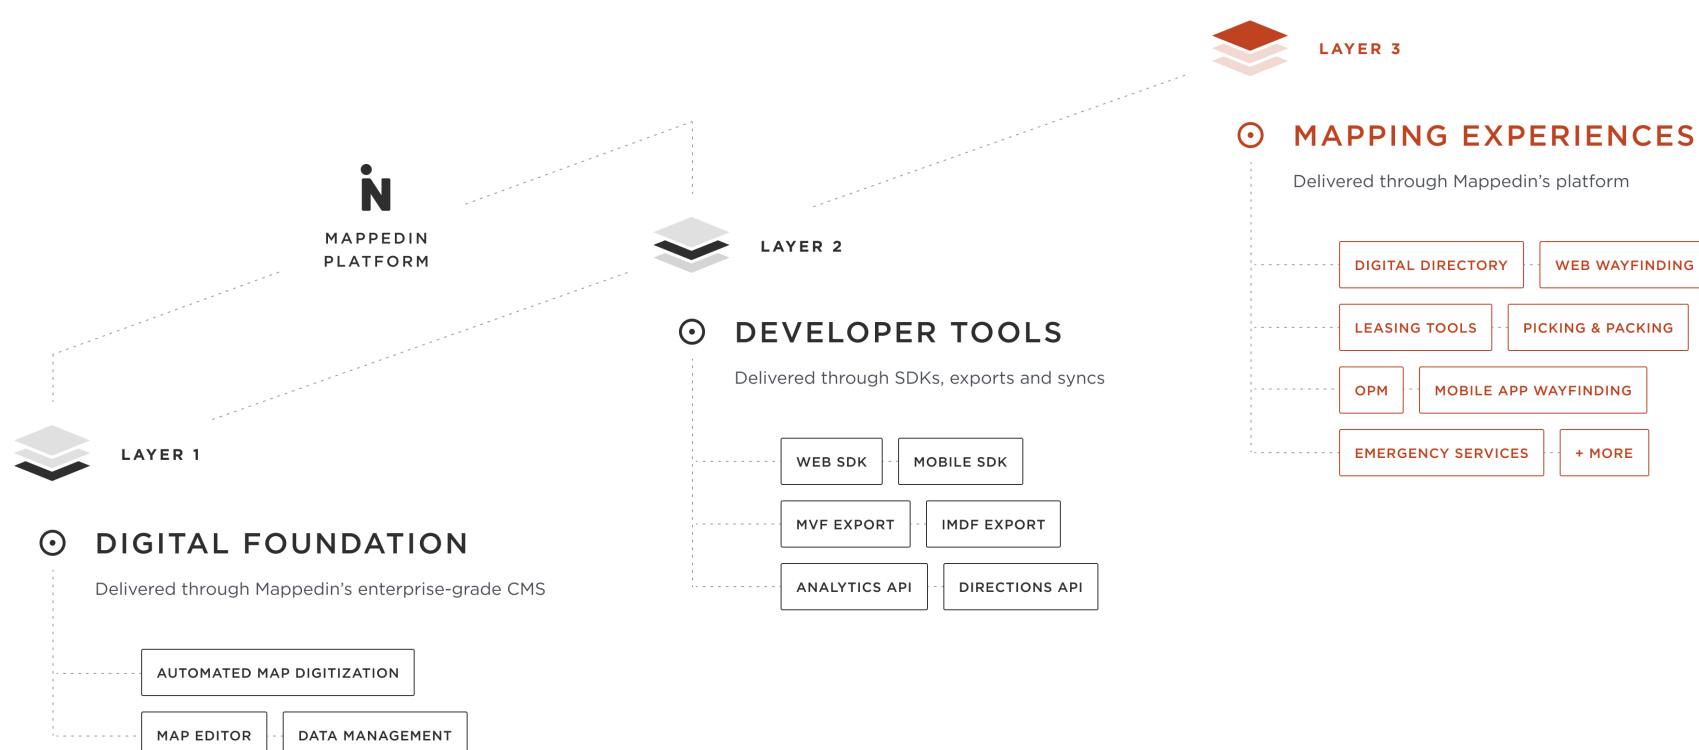 MAPPEDIN
PLATFORM
LAYER 1
DIGITAL FOUNDATION
Delivered through Mappedin’s enterprise-grade CMS
AUTOMATED MAP DIGITIZATION
MAP EDITOR
DATA MANAGEMENT
LAYER 2
DEVELOPER TOOLS
Delivered through SDKs, exports and syncs
WEB SDK
MOBILE SDK
MVF EXPORT
IMDF EXPORT
ANALYTICS API
DIRECTIONS API
LAYER 3
MAPPING EXPERIENCES
Delivered through Mappedin’s platform
DIGITAL DIRECTORY
WEB WAYFINDING
LEASING TOOLS
PICKING & PACKING
OPM
MOBILE APP WAYFINDING
EMERGENCY SERVICES
+ MORE